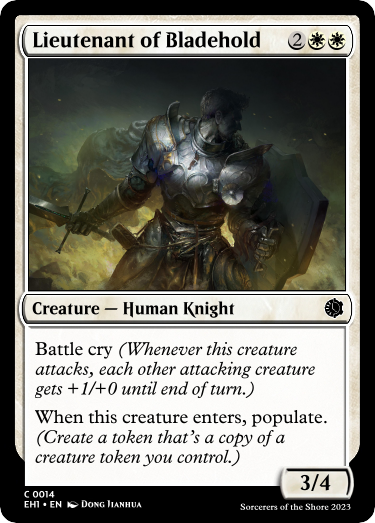 Lieutenant of Bladehold 2
Creature — Human Knight
Battle cry (Whenever this creature
attacks, each other attacking creature
gets +1/+0 until end of turn.)
When this creature enters, populate.
(Create a token that's a copy of a
creature token you control.)
3/4
C 0014
EH1 • EN Dong Jianhua
Sorcerers of the Shore 2023